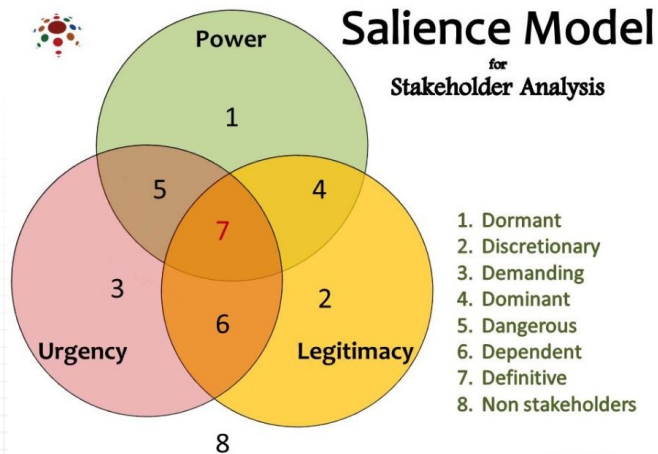 Salience Model
for
Stakeholder Analysis
Power
1
5
4
7
3
2
6
Urgency
Legitimacy
8
1. Dormant
2. Discretionary
3. Demanding
4. Dominant
5. Dangerous
6. Dependent
7. Definitive
8. Non stakeholders